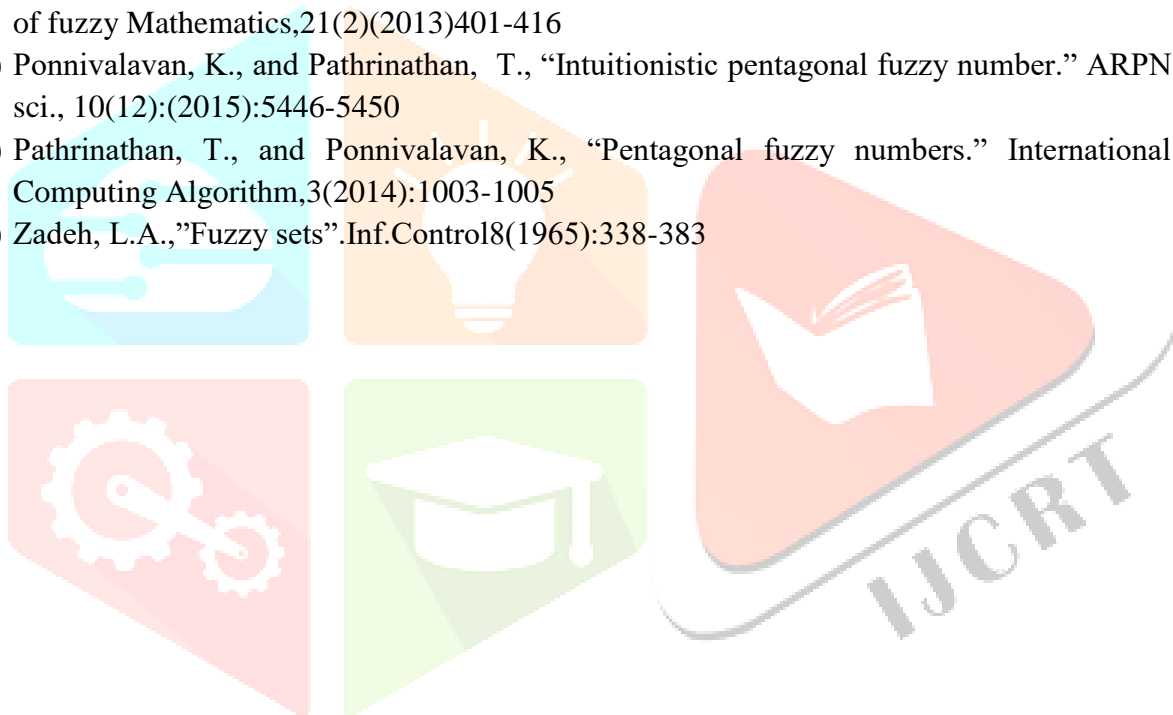 of fuzzy Mathematics,21(2)(2013)401-416
) Ponnivalavan, K., and Pathrinathan, T., “Intuitionistic pentagonal fuzzy number.” ARPN
sci., 10(12):(2015):5446-5450
) Pathrinathan, T., and Ponnivalavan, K., “Pentagonal fuzzy numbers.” International
Computing Algorithm,3(2014):1003-1005
) Zadeh, L.A.,”Fuzzy sets”.Inf.Control8(1965):338-383
IJCRT